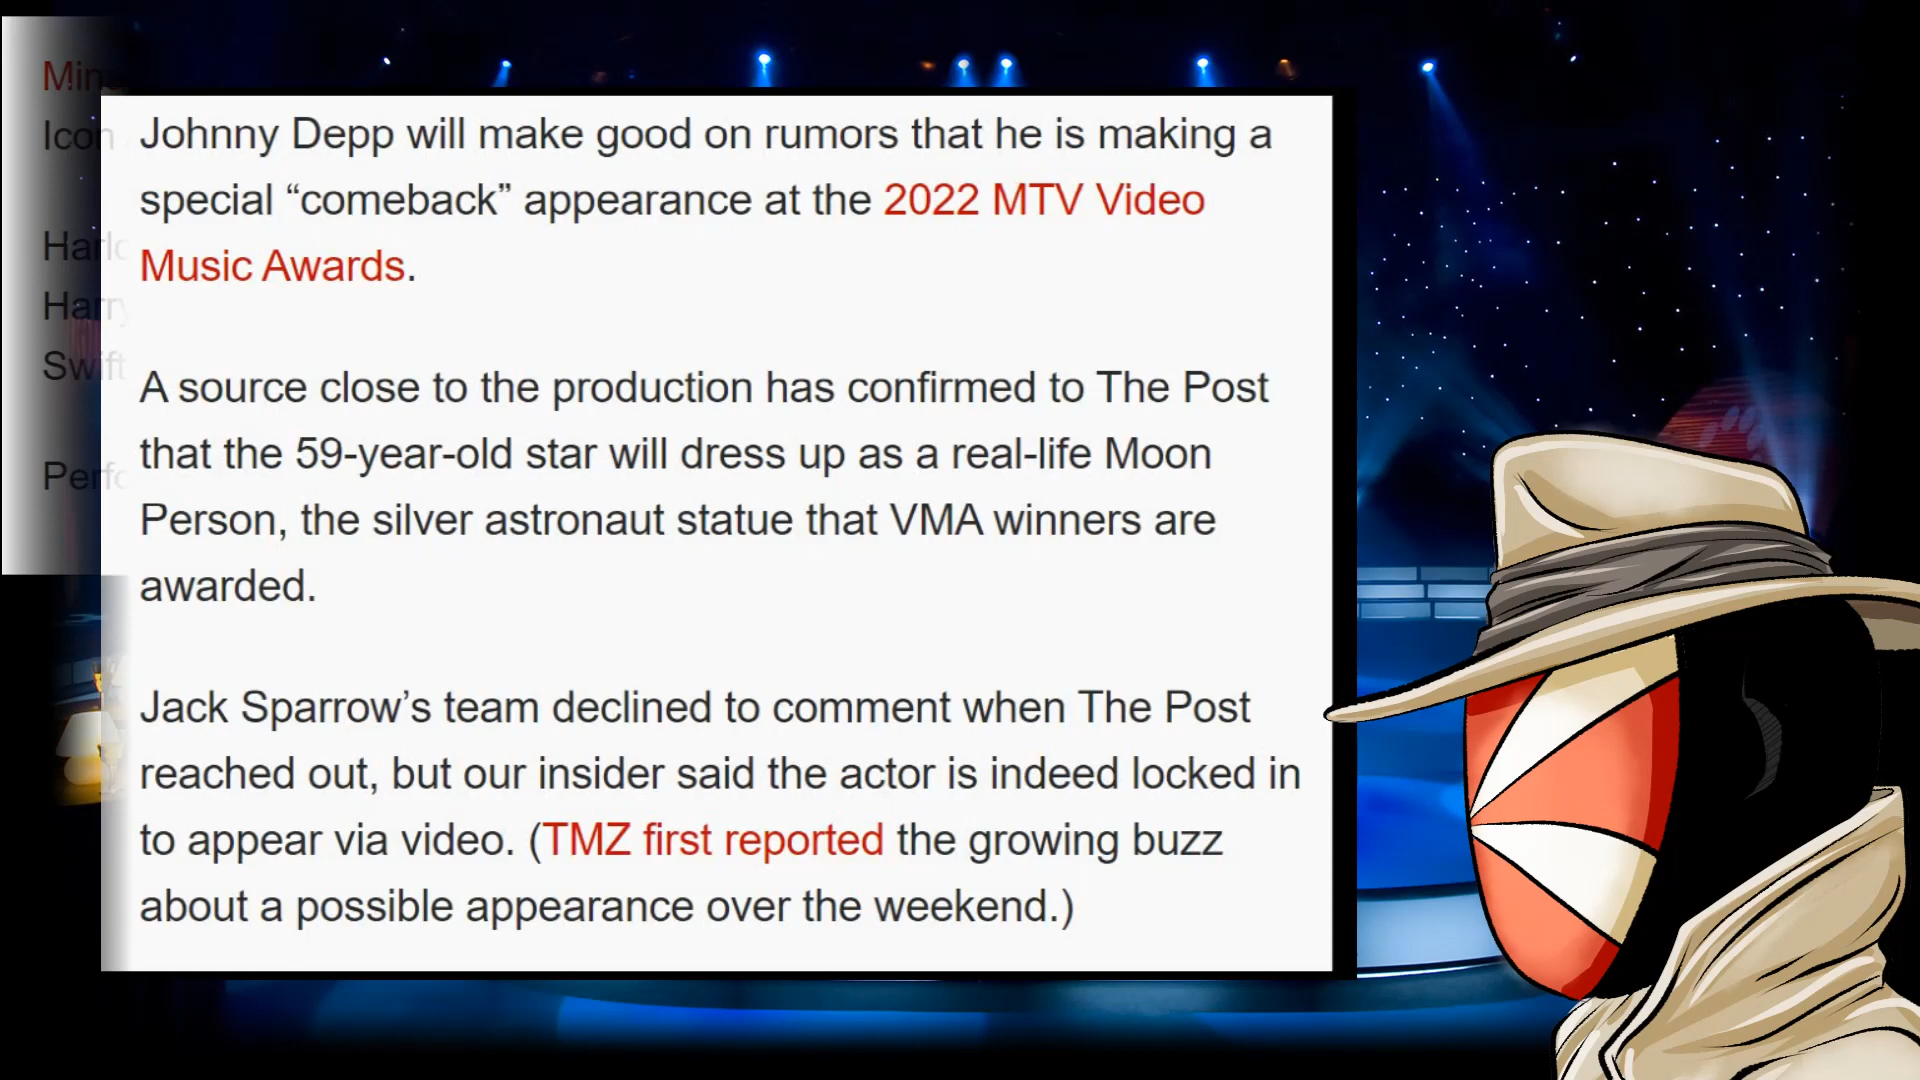 Johnny Depp will make good on rumors that he is making a
special “comeback” appearance at the 2022 MTV Video
Music Awards.
A source close to the production has confirmed to The Post
that the 59-year-old star will dress up as a real-life Moon
Person, the silver astronaut statue that VMA winners are
awarded.
Jack Sparrow’s team declined to comment when The Post
reached out, but our insider said the actor is indeed locked in
to appear via video. (TMZ first reported the growing buzz
about a possible appearance over the weekend.)
Icon
Swift